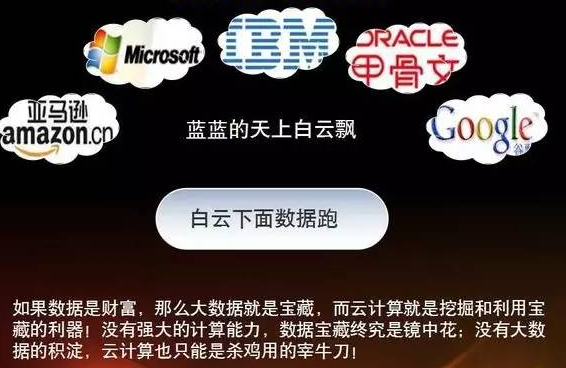 Microsoft
IBM
ORACLE
甲骨文
亚马逊
amazon.cn
蓝蓝的天上白云飘
Google
谷
白云下面数据跑
如果数据是财富，那么大数据就是宝藏，而云计算就是挖掘和利用宝
藏的利器！没有强大的计算能力，数据宝藏终究是镜中花；没有大数
据的积淀，云计算也只能是杀鸡用的宰牛刀！